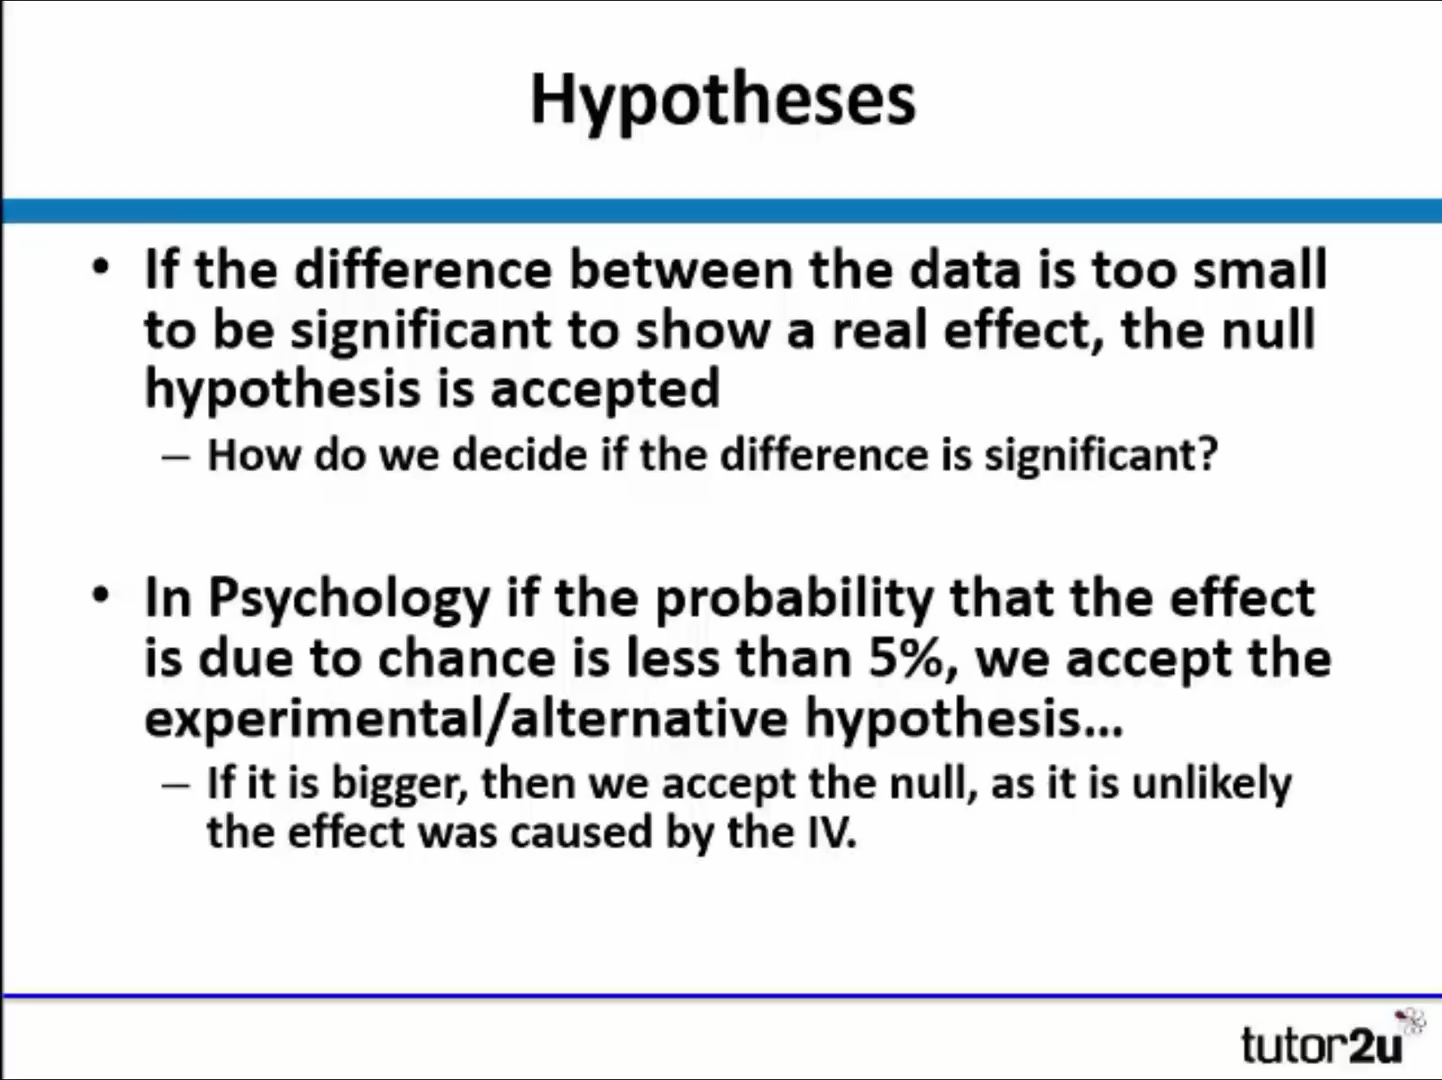 Hypotheses
• If the difference between the data is too small
to be significant to show a real effect, the null
hypothesis is accepted
– How do we decide if the difference is significant?
• In Psychology if the probability that the effect
is due to chance is less than 5%, we accept the
experimental/alternative hypothesis...
– If it is bigger, then we accept the null, as it is unlikely
the effect was caused by the IV.
tutor2u